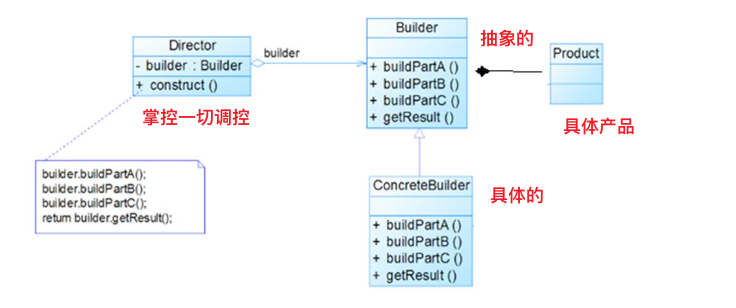 Director
- builder : Builder
+ construct ()
掌控一切调控
builder
Builder
+ buildPartA ()
+ buildPartB ()
+ buildPartC ()
+ getResult ()
抽象的
Product
具体产品
builder.buildPartA();
builder.buildPartB();
builder.buildPartC();
return builder.getResult();
ConcreteBuilder
+ buildPartA ()
+ buildPartB ()
+ buildPartC ()
+ getResult ()
具体的